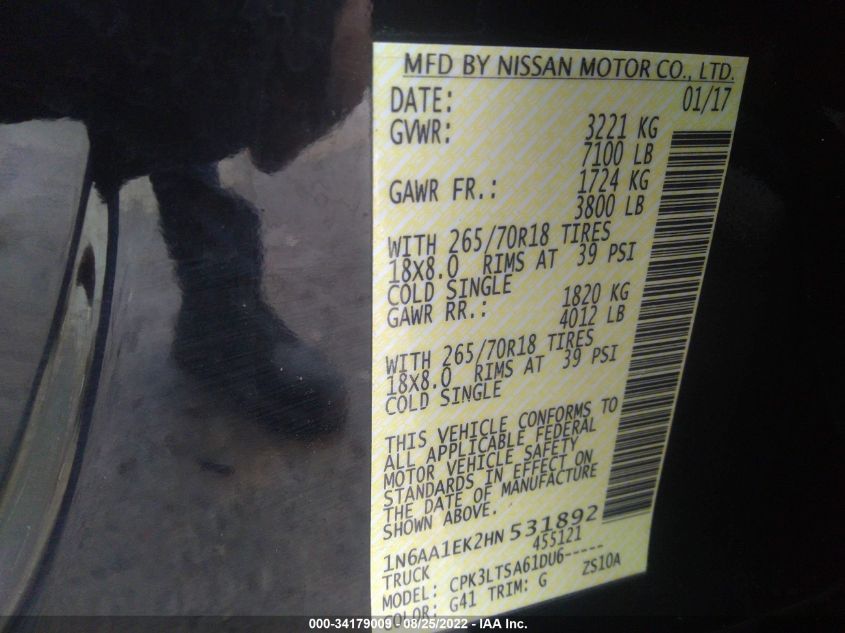 MFD BY NISSAN MOTOR CO., LTD.
DATE: 01/17
GVWR: 3221 KG
7100 LB
GAWR FR.: 1724 KG
3800 LB
WITH 265/70R18 TIRES
18X8.0 RIMS AT 39 PSI
COLD SINGLE
GAWR RR.: 1820 KG
4012 LB
WITH 265/70R18 TIRES
18X8.0 RIMS AT 39 PSI
COLD SINGLE
THIS VEHICLE CONFORMS TO
ALL APPLICABLE FEDERAL
MOTOR VEHICLE SAFETY
STANDARDS IN EFFECT ON
THE DATE OF MANUFACTURE
SHOWN ABOVE.
1N6AA1EK2HN531892
TRUCK 455121
MODEL: CPK3LTSA61DU6-----
COLOR: G41 TRIM: G ZS10A
000-34179009 - 08/25/2022 - IAA Inc.